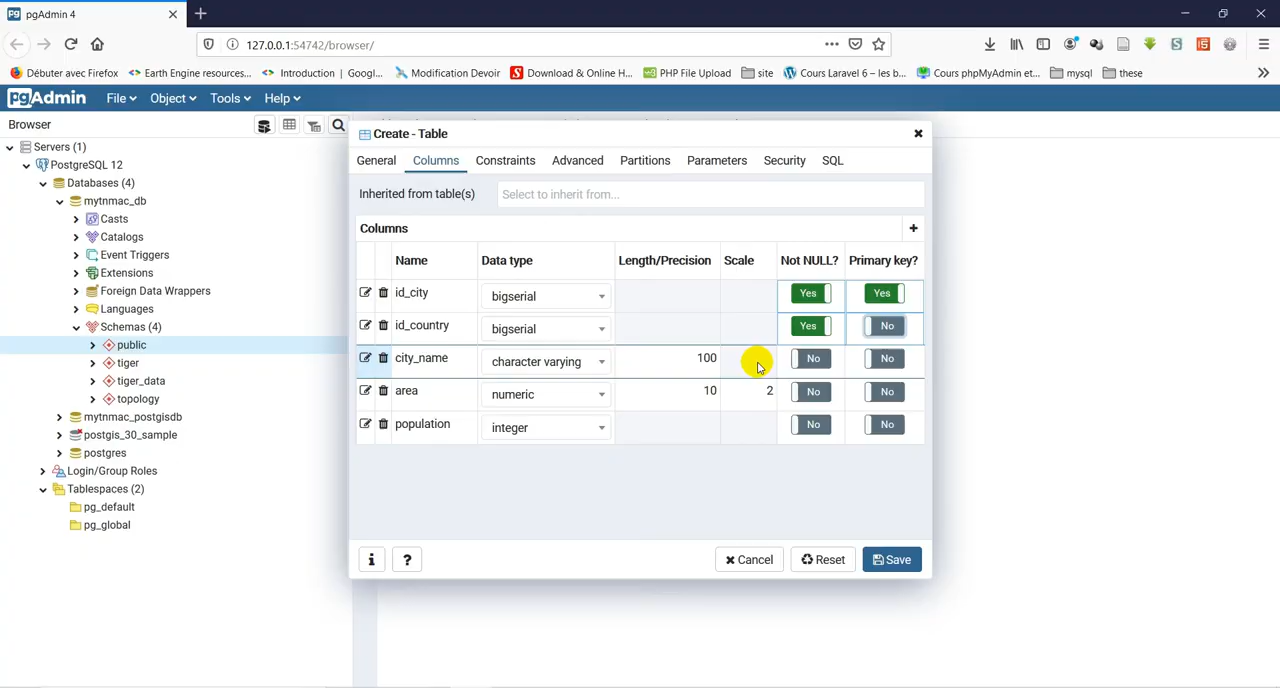 pgAdmin 4
127.0.0.1:54742/browser/
Débuter avec Firefox
Earth Engine resources...
Introduction | Googl...
Modification Devoir
Download & Online H...
PHP File Upload
site
Cours Laravel 6 – les b...
Cours phpMyAdmin et...
mysql
these
pgAdmin
File
Object
Tools
Help
Browser
Servers (1)
PostgreSQL 12
Databases (4)
mytnmac_db
Casts
Catalogs
Event Triggers
Extensions
Foreign Data Wrappers
Languages
Schemas (4)
public
tiger
tiger_data
topology
mytnmac_postgisdb
postgis_30_sample
postgres
Login/Group Roles
Tablespaces (2)
pg_default
pg_global
Create - Table
General Columns Constraints Advanced Partitions Parameters Security SQL
Inherited from table(s) Select to inherit from...
Columns
Name Data type Length/Precision Scale Not NULL? Primary key?
id_city bigserial Yes Yes
id_country bigserial Yes No
city_name character varying 100 No No
area numeric 10 2 No No
population integer No No
i ? Cancel Reset Save